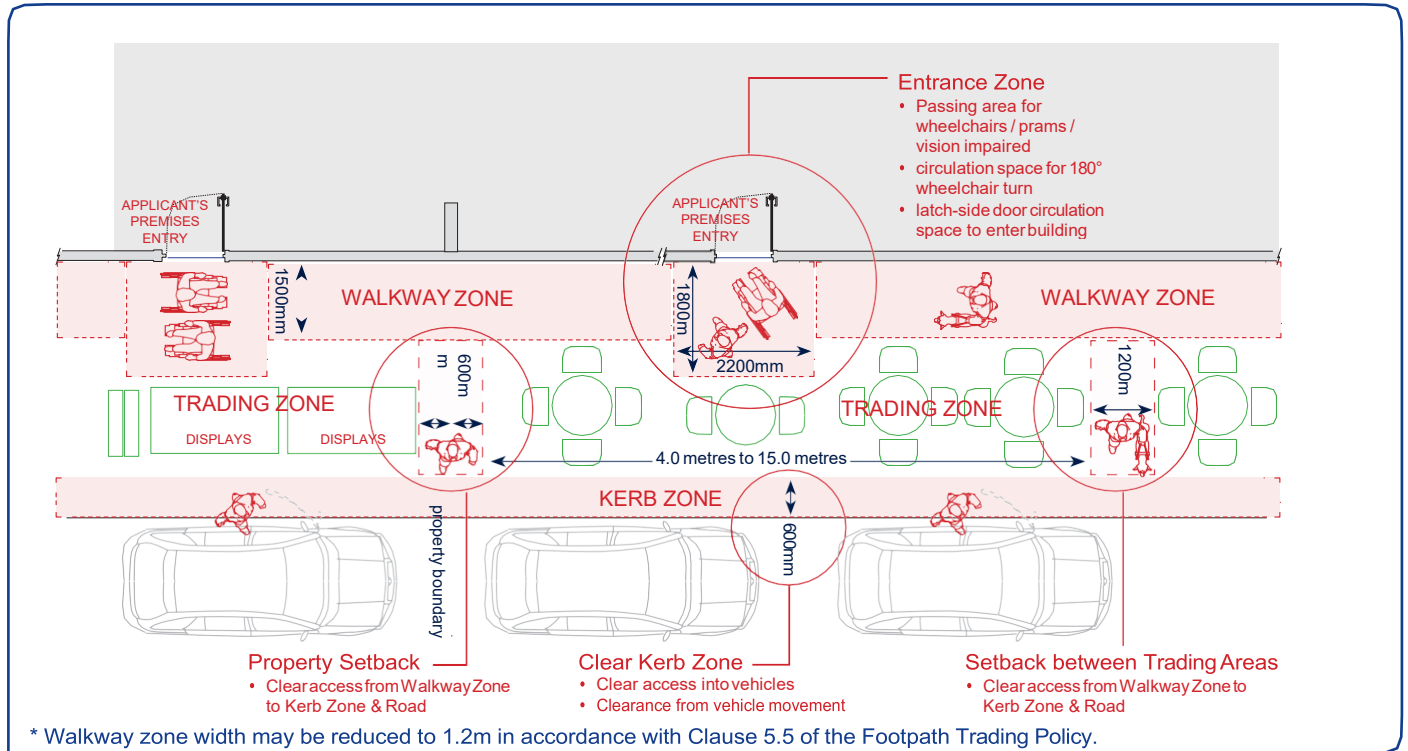 Entrance Zone
• Passing area for
wheelchairs / prams /
vision impaired
• circulation space for 180°
wheelchair turn
• latch-side door circulation
space to enter building
APPLICANT'S
PREMISES
ENTRY
APPLICANT'S
PREMISES
ENTRY
1500mm
WALKWAY ZONE
1800m
2200mm
WALKWAY ZONE
600m
m
1200m
TRADING ZONE
DISPLAYS
DISPLAYS
TRADING ZONE
4.0 metres to 15.0 metres
KERB ZONE
property boundary
600mm
Property Setback
• Clear access from Walkway Zone
to Kerb Zone & Road
Clear Kerb Zone
• Clear access into vehicles
• Clearance from vehicle movement
Setback between Trading Areas
• Clear access from Walkway Zone to
Kerb Zone & Road
* Walkway zone width may be reduced to 1.2m in accordance with Clause 5.5 of the Footpath Trading Policy.